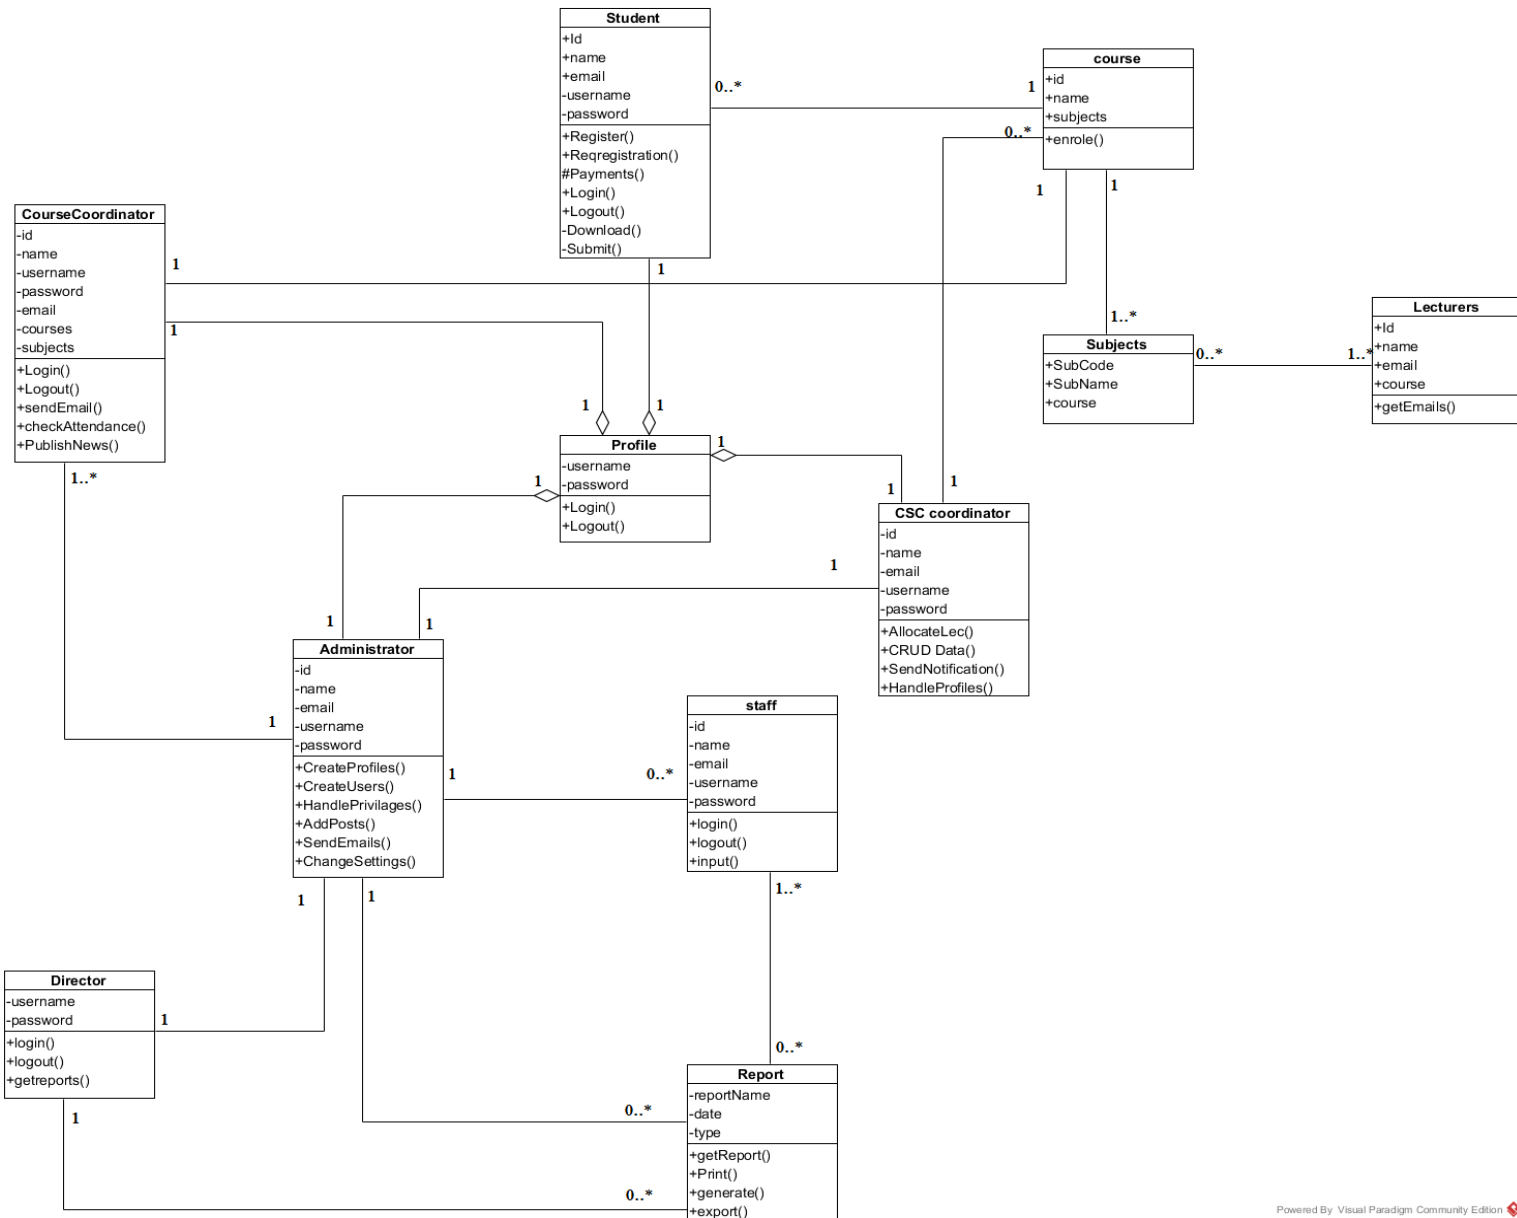 Student
+Id
+name
+email
-username
-password
+Register()
+Reqregistration()
#Payments()
+Login()
+Logout()
-Download()
-Submit()
0..*
1
course
+id
+name
+subjects
+enrole()
0..*
1
1
CourseCoordinator
-id
-name
-username
-password
-email
-courses
-subjects
+Login()
+Logout()
+sendEmail()
+checkAttendance()
+PublishNews()
1
1
1
1..*
Subjects
+SubCode
+SubName
+course
0..*
1..*
Lecturers
+Id
+name
+email
+course
+getEmails()
1
1
Profile
-username
-password
+Login()
+Logout()
1
1
1
1
CSC coordinator
-id
-name
-email
-username
-password
+AllocateLec()
+CRUD Data()
+SendNotification()
+HandleProfiles()
1..*
1
1
1
1
Administrator
-id
-name
-email
-username
-password
+CreateProfiles()
+CreateUsers()
+HandlePrivilages()
+AddPosts()
+SendEmails()
+ChangeSettings()
1
0..*
staff
-id
-name
-email
-username
-password
+login()
+logout()
+input()
1..*
1
1
Director
-username
-password
+login()
+logout()
+getreports()
1
1
0..*
0..*
0..*
Report
-reportName
-date
-type
+getReport()
+Print()
+generate()
+export()
Powered By Visual Paradigm Community Edition